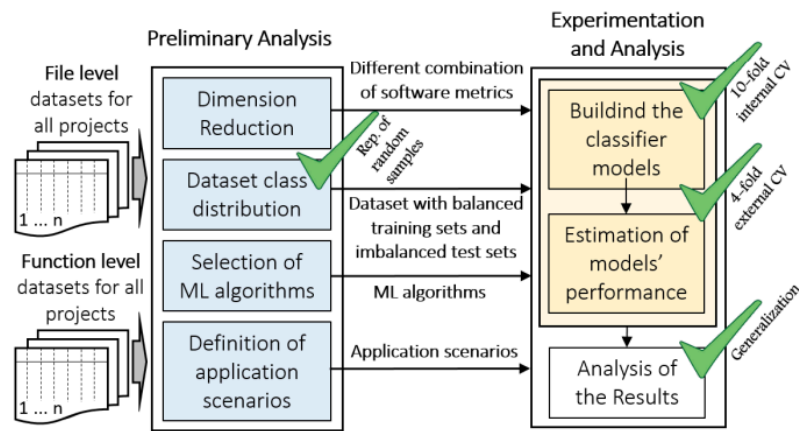 Preliminary Analysis
Experimentation
and Analysis
File level
datasets for
all projects
1 ... n
Function level
datasets for all
projects
1 ... n
Dimension
Reduction
Dataset class
distribution
Rep. of
random
samples
Selection of
ML algorithms
Definition of
application
scenarios
Different combination
of software metrics
Dataset with balanced
training sets and
imbalanced test sets
ML algorithms
Application scenarios
Buildind the
classifier
models
10-fold
internal CV
Estimation of
models'
performance
4-fold
external CV
Analysis of
the Results
Generalization